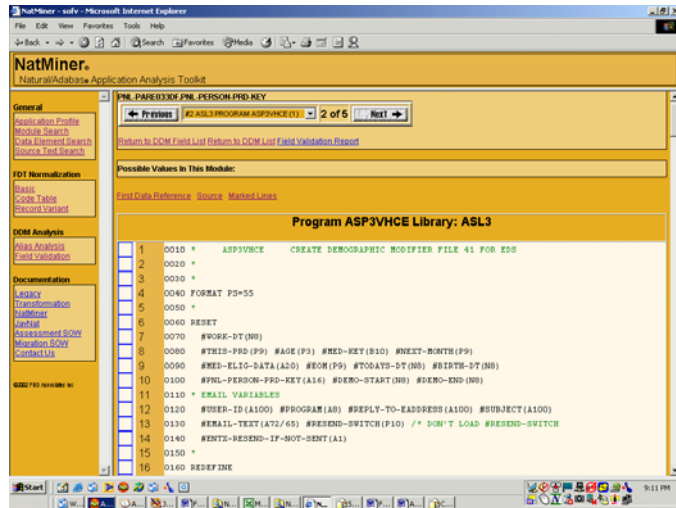 NatMiner - sofv - Microsoft Internet Explorer
File Edit View Favorites Tools Help
Back Search Favorites Media
NatMiner®
Natural/Adabas Application Analysis Toolkit
General
Application Profile
Module Search
Data Element Search
Source Text Search
FDT Normalization
Basic
Code Table
Record Variant
DDM Analysis
Alias Analysis
Field Validation
Documentation
Legacy
Transformation
NatMiner
JavNat
Assessment SOW
Migration SOW
Contact Us
PNL-PARE033DF.PNL-PERSON-PRD-KEY
Previous #2 ASL3 PROGRAM ASP3VHCE (1) 2 of 5 Next
Return to DDM Field List Return to DDM List Field Validation Report
Possible Values In This Module:
First Data Reference Source Marked Lines
Program ASP3VHCE Library: ASL3
1 0010 * ASP3VHCE CREATE DEMOGRAPHIC MODIFIER FILE 41 FOR EDS
2 0020 *
3 0030 *
4 0040 FORMAT PS=55
5 0050 *
6 0060 RESET
7 0070 #WORK-DT(N8)
8 0080 #THIS-PRD(P9) #AGE(P3) #MED-KEY(B10) #NEXT-MONTH(P9)
9 0090 #MED-ELIG-DATA(A20) #EOM(P9) #TODAYS-DT(N8) #BIRTH-DT(N8)
10 0100 #PNL-PERSON-PRD-KEY(A16) #DEMO-START(N8) #DEMO-END(N8)
11 0110 * EMAIL VARIABLES
12 0120 #USER-ID(A100) #PROGRAM(A8) #REPLY-TO-EADDRESS(A100) #SUBJECT(A100)
13 0130 #EMAIL-TEXT(A72/65) #RESEND-SWITCH(P10) /* DON'T LOAD #RESEND-SWITCH
14 0140 #ENTX-RESEND-IF-NOT-SENT(A1)
15 0150 *
16 0160 REDEFINE
Start
9:11 PM